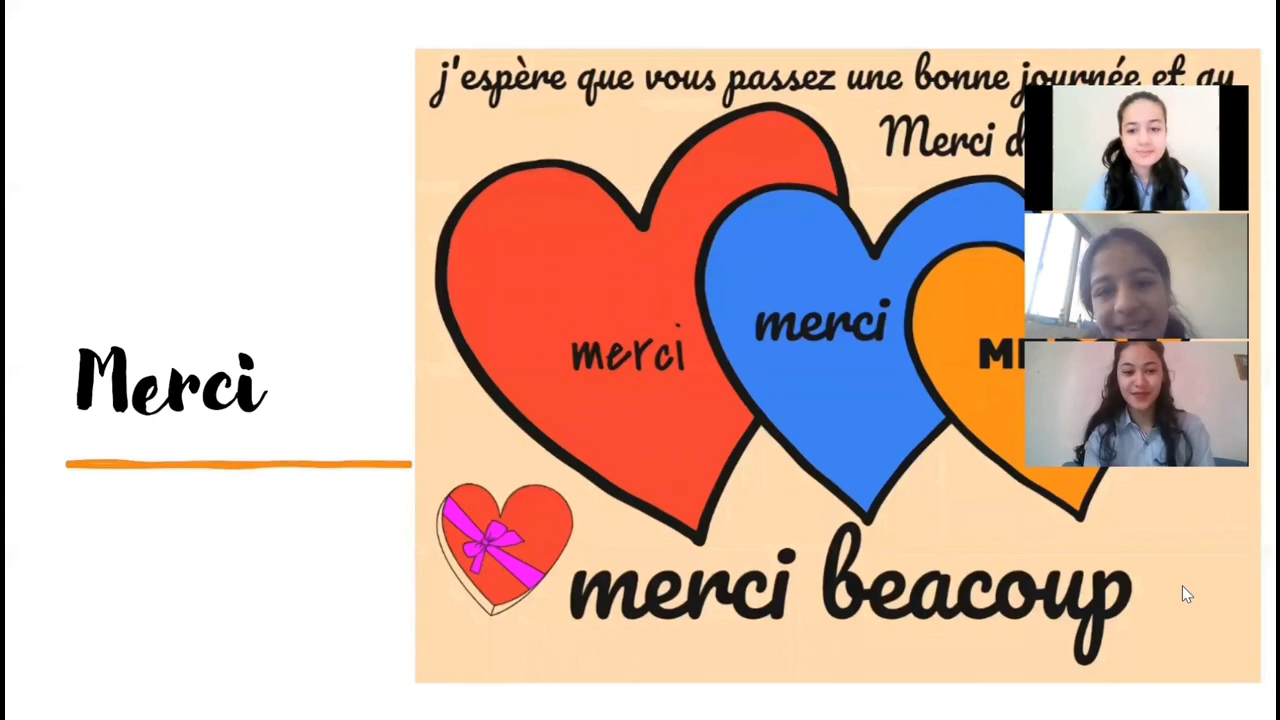 j'espère que vous passez une bonne journée et au
Merci
merci
merci
Merci
merci beacoup